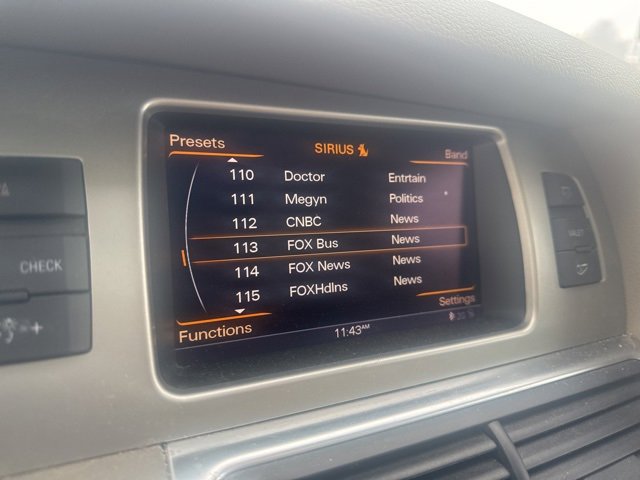 Presets SIRIUS Band
110 Doctor Entrtain
111 Megyn Politics
112 CNBC News
113 FOX Bus News
114 FOX News News
115 FOXHdlns News
Functions Settings
11:43AM
CHECK
VALET